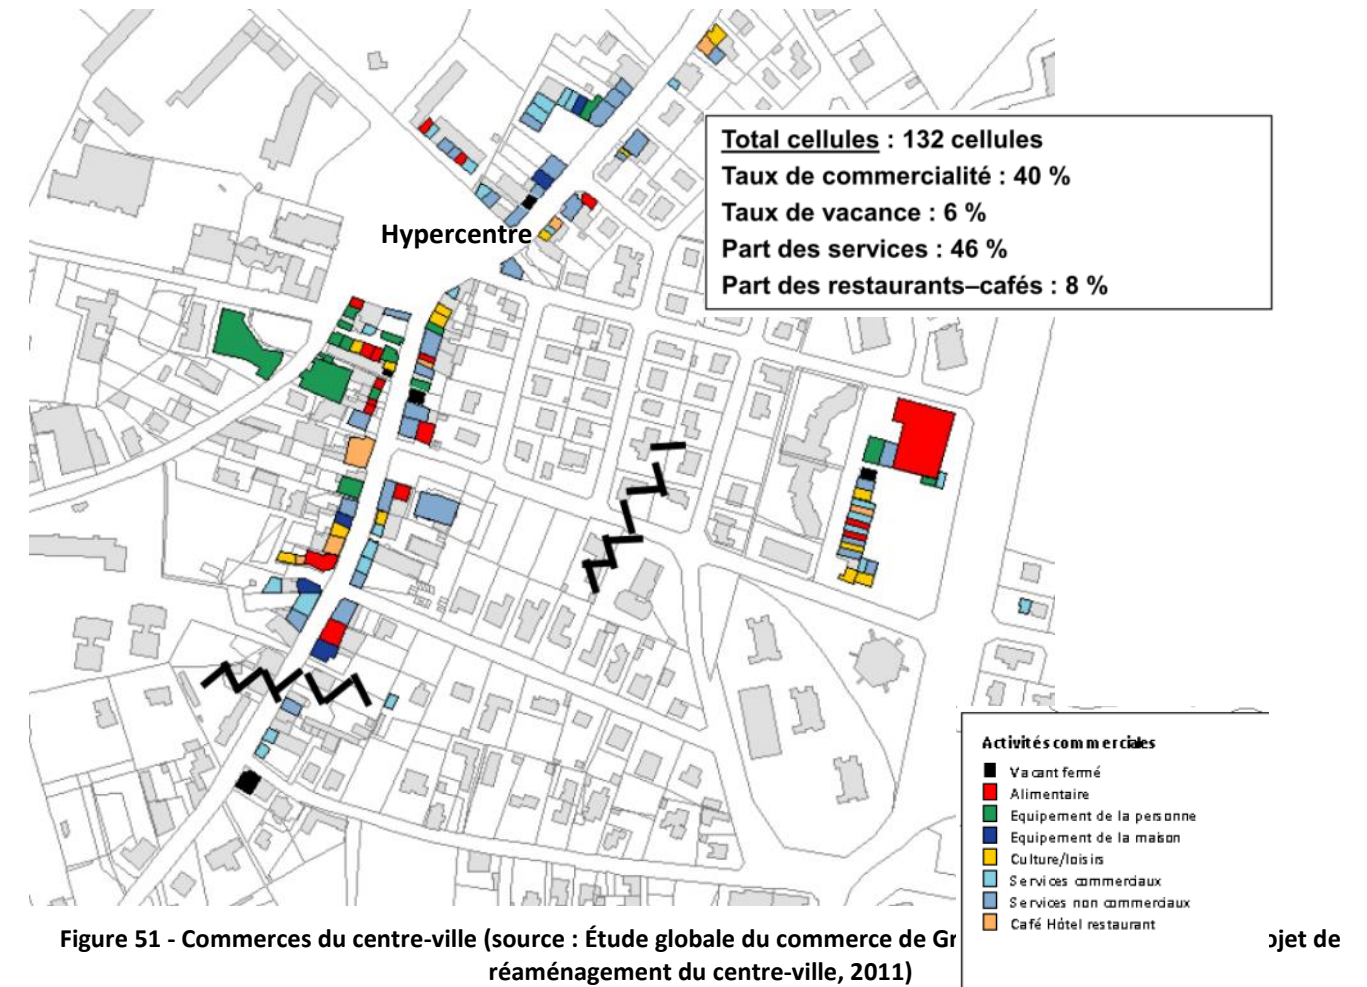 Hypercentre
Total cellules : 132 cellules
Taux de commercialité : 40 %
Taux de vacance : 6 %
Part des services : 46 %
Part des restaurants–cafés : 8 %
Activités commerciales
Vacant fermé
Alimentaire
Equipement de la personne
Equipement de la maison
Culture/loisirs
Services commerciaux
Services non commerciaux
Café Hôtel restaurant
Figure 51 - Commerces du centre-ville (source : Étude globale du commerce de Gr ojet de
réaménagement du centre-ville, 2011)